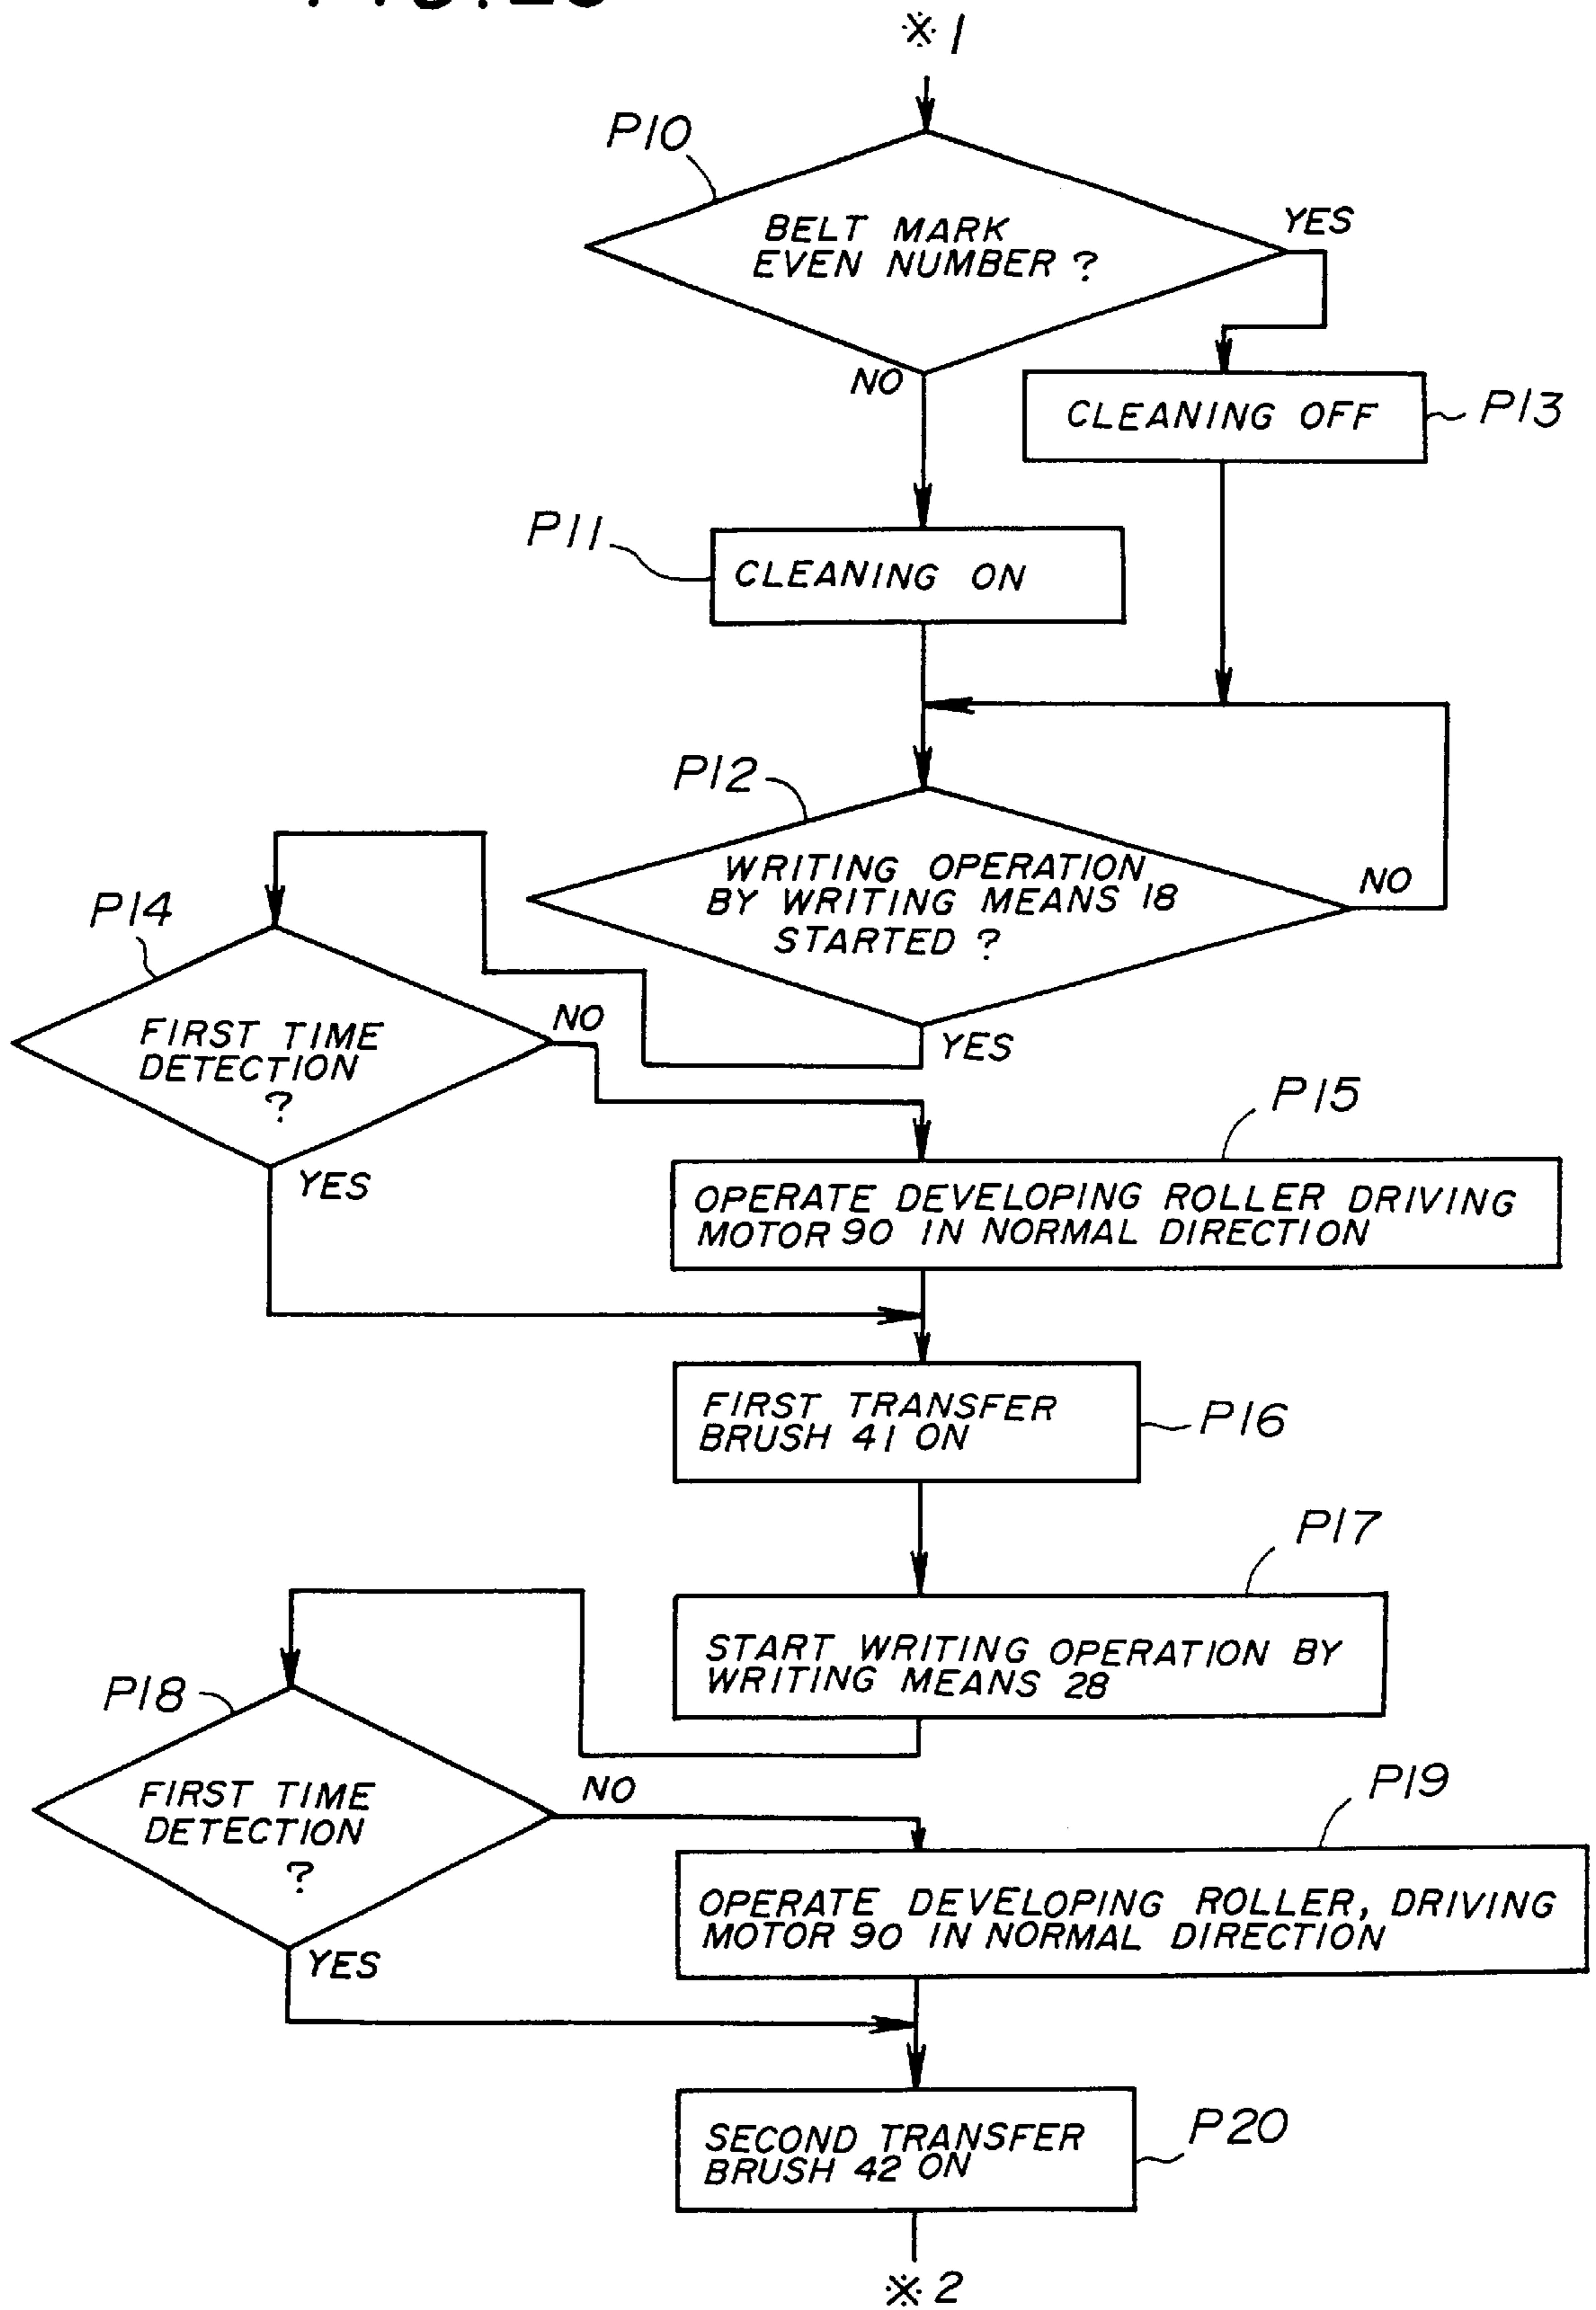 ※1
P10
BELT MARK
EVEN NUMBER ?
YES
NO
CLEANING OFF
P13
P11
CLEANING ON
P12
WRITING OPERATION
BY WRITING MEANS 18
STARTED ?
NO
YES
P14
FIRST TIME
DETECTION
?
NO
YES
P15
OPERATE DEVELOPING ROLLER DRIVING
MOTOR 90 IN NORMAL DIRECTION
FIRST TRANSFER
BRUSH 41 ON
P16
P17
START WRITING OPERATION BY
WRITING MEANS 28
P18
FIRST TIME
DETECTION
?
NO
YES
P19
OPERATE DEVELOPING ROLLER, DRIVING
MOTOR 90 IN NORMAL DIRECTION
SECOND TRANSFER
BRUSH 42 ON
P20
※2